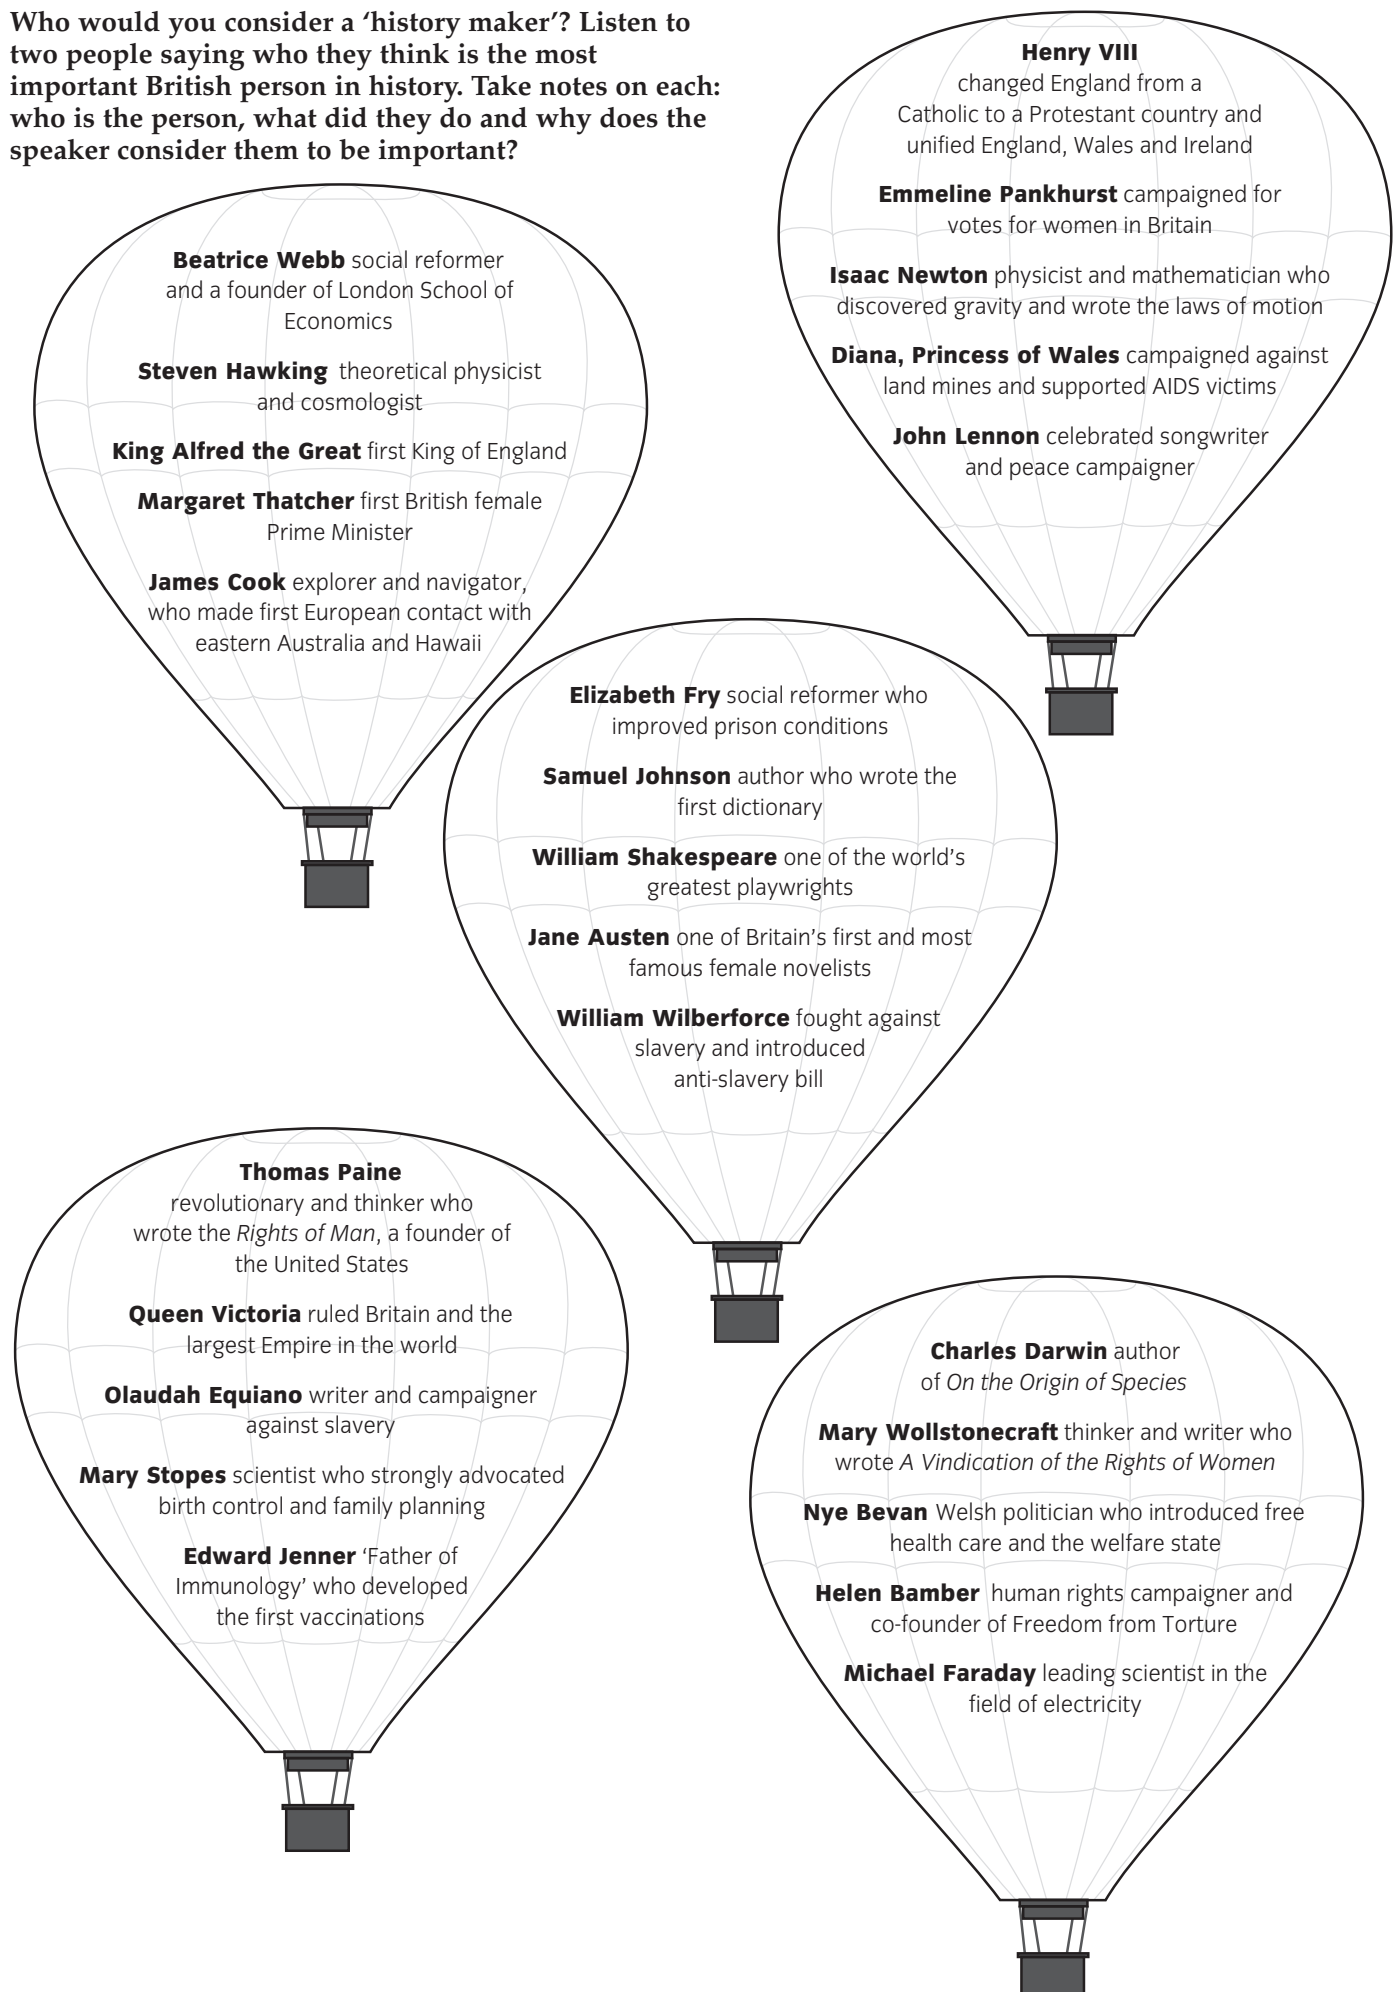 Who would you consider a ‘history maker’? Listen to
two people saying who they think is the most
important British person in history. Take notes on each:
who is the person, what did they do and why does the
speaker consider them to be important?
Henry VIII
changed England from a
Catholic to a Protestant country and
unified England, Wales and Ireland
Emmeline Pankhurst campaigned for
votes for women in Britain
Isaac Newton physicist and mathematician who
discovered gravity and wrote the laws of motion
Diana, Princess of Wales campaigned against
land mines and supported AIDS victims
John Lennon celebrated songwriter
and peace campaigner
Beatrice Webb social reformer
and a founder of London School of
Economics
Steven Hawking theoretical physicist
and cosmologist
King Alfred the Great first King of England
Margaret Thatcher first British female
Prime Minister
James Cook explorer and navigator,
who made first European contact with
eastern Australia and Hawaii
Elizabeth Fry social reformer who
improved prison conditions
Samuel Johnson author who wrote the
first dictionary
William Shakespeare one of the world’s
greatest playwrights
Jane Austen one of Britain’s first and most
famous female novelists
William Wilberforce fought against
slavery and introduced
anti-slavery bill
Thomas Paine
revolutionary and thinker who
wrote the Rights of Man, a founder of
the United States
Queen Victoria ruled Britain and the
largest Empire in the world
Olaudah Equiano writer and campaigner
against slavery
Mary Stopes scientist who strongly advocated
birth control and family planning
Edward Jenner ‘Father of
Immunology’ who developed
the first vaccinations
Charles Darwin author
of On the Origin of Species
Mary Wollstonecraft thinker and writer who
wrote A Vindication of the Rights of Women
Nye Bevan Welsh politician who introduced free
health care and the welfare state
Helen Bamber human rights campaigner and
co-founder of Freedom from Torture
Michael Faraday leading scientist in the
field of electricity